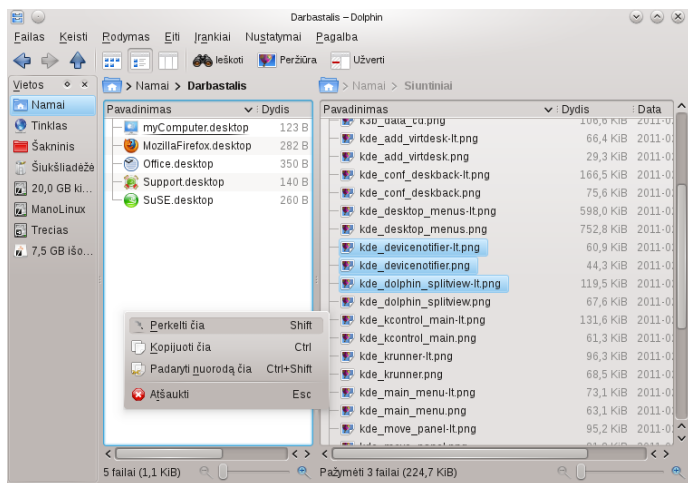 Darbastalis – Dolphin
Failas Keisti Rodymas Eiti Įrankiai Nustatymai Pagalba
Ieškoti Peržiūra Užverti
Vietos
Namai
Tinklas
Šakninis
Šiukšliadėžė
20,0 GB ki...
ManoLinux
Trecias
7,5 GB išo...
> Namai > Darbastalis
Pavadinimas Dydis
myComputer.desktop 123 B
MozillaFirefox.desktop 282 B
Office.desktop 350 B
Support.desktop 140 B
SuSE.desktop 260 B
> Namai > Siuntiniai
Pavadinimas Dydis Data
k3b_data_cd.png 106,6 KiB 2011-0
kde_add_virtdesk-lt.png 66,4 KiB 2011-0
kde_add_virtdesk.png 29,3 KiB 2011-0
kde_conf_deskback-lt.png 166,5 KiB 2011-0
kde_conf_deskback.png 75,6 KiB 2011-0
kde_desktop_menus-lt.png 598,0 KiB 2011-0
kde_desktop_menus.png 752,8 KiB 2011-0
kde_devicenotifier-lt.png 60,9 KiB 2011-0
kde_devicenotifier.png 44,3 KiB 2011-0
kde_dolphin_splitview-lt.png 119,5 KiB 2011-0
kde_dolphin_splitview.png 67,6 KiB 2011-0
kde_kcontrol_main-lt.png 131,6 KiB 2011-0
kde_kcontrol_main.png 61,3 KiB 2011-0
kde_krunner-lt.png 96,3 KiB 2011-0
kde_krunner.png 68,5 KiB 2011-0
kde_main_menu-lt.png 73,1 KiB 2011-0
kde_main_menu.png 63,1 KiB 2011-0
kde_move_panel-lt.png 95,2 KiB 2011-0
Perkelti čia Shift
Kopijuoti čia Ctrl
Padaryti nuorodą čia Ctrl+Shift
Atšaukti Esc
5 failai (1,1 KiB)
Pažymėti 3 failai (224,7 KiB)